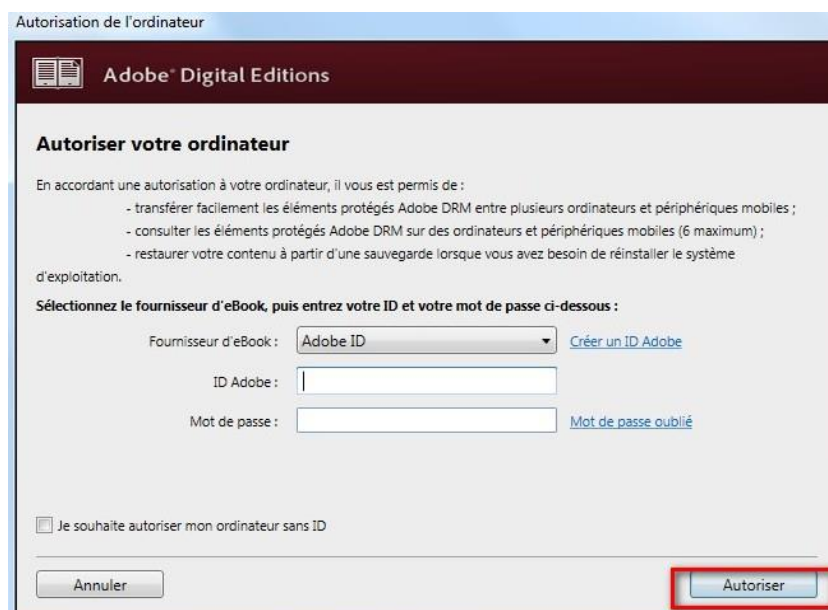 Autorisation de l'ordinateur
Adobe® Digital Editions
Autoriser votre ordinateur
En accordant une autorisation à votre ordinateur, il vous est permis de :
- transférer facilement les éléments protégés Adobe DRM entre plusieurs ordinateurs et périphériques mobiles ;
- consulter les éléments protégés Adobe DRM sur des ordinateurs et périphériques mobiles (6 maximum) ;
- restaurer votre contenu à partir d'une sauvegarde lorsque vous avez besoin de réinstaller le système
d'exploitation.
Sélectionnez le fournisseur d'eBook, puis entrez votre ID et votre mot de passe ci-dessous :
Fournisseur d'eBook : Adobe ID Créer un ID Adobe
ID Adobe :
Mot de passe : Mot de passe oublié
Je souhaite autoriser mon ordinateur sans ID
Annuler Autoriser